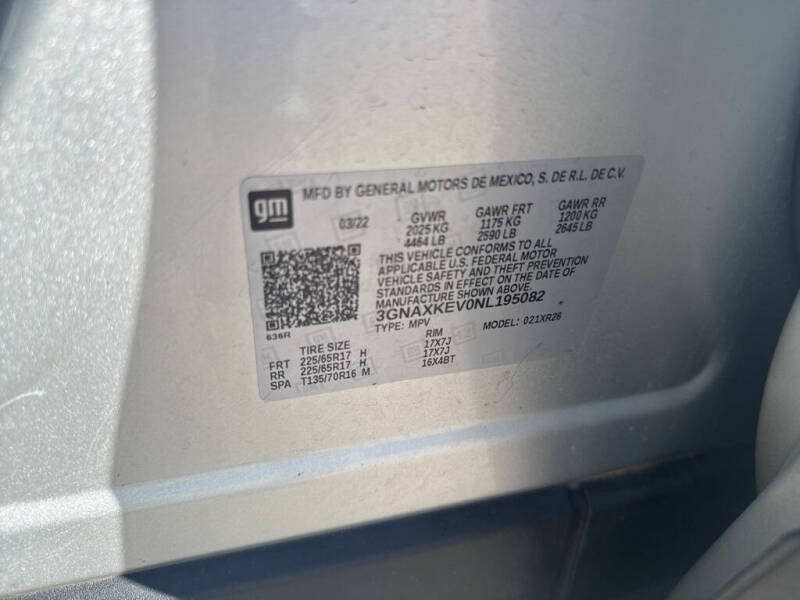 gm
MFD BY GENERAL MOTORS DE MEXICO, S. DE R.L. DE C.V.
03/22 GVWR GAWR FRT GAWR RR
2025 KG 1175 KG 1200 KG
4464 LB 2590 LB 2645 LB
THIS VEHICLE CONFORMS TO ALL
APPLICABLE U.S. FEDERAL MOTOR
VEHICLE SAFETY AND THEFT PREVENTION
STANDARDS IN EFFECT ON THE DATE OF
MANUFACTURE SHOWN ABOVE.
3GNAXKEV0NL195082
636R TYPE: MPV MODEL: 021XR26
TIRE SIZE RIM
FRT 225/65R17 H 17X7J
RR 225/65R17 H 17X7J
SPA T135/70R16 M 16X4BT